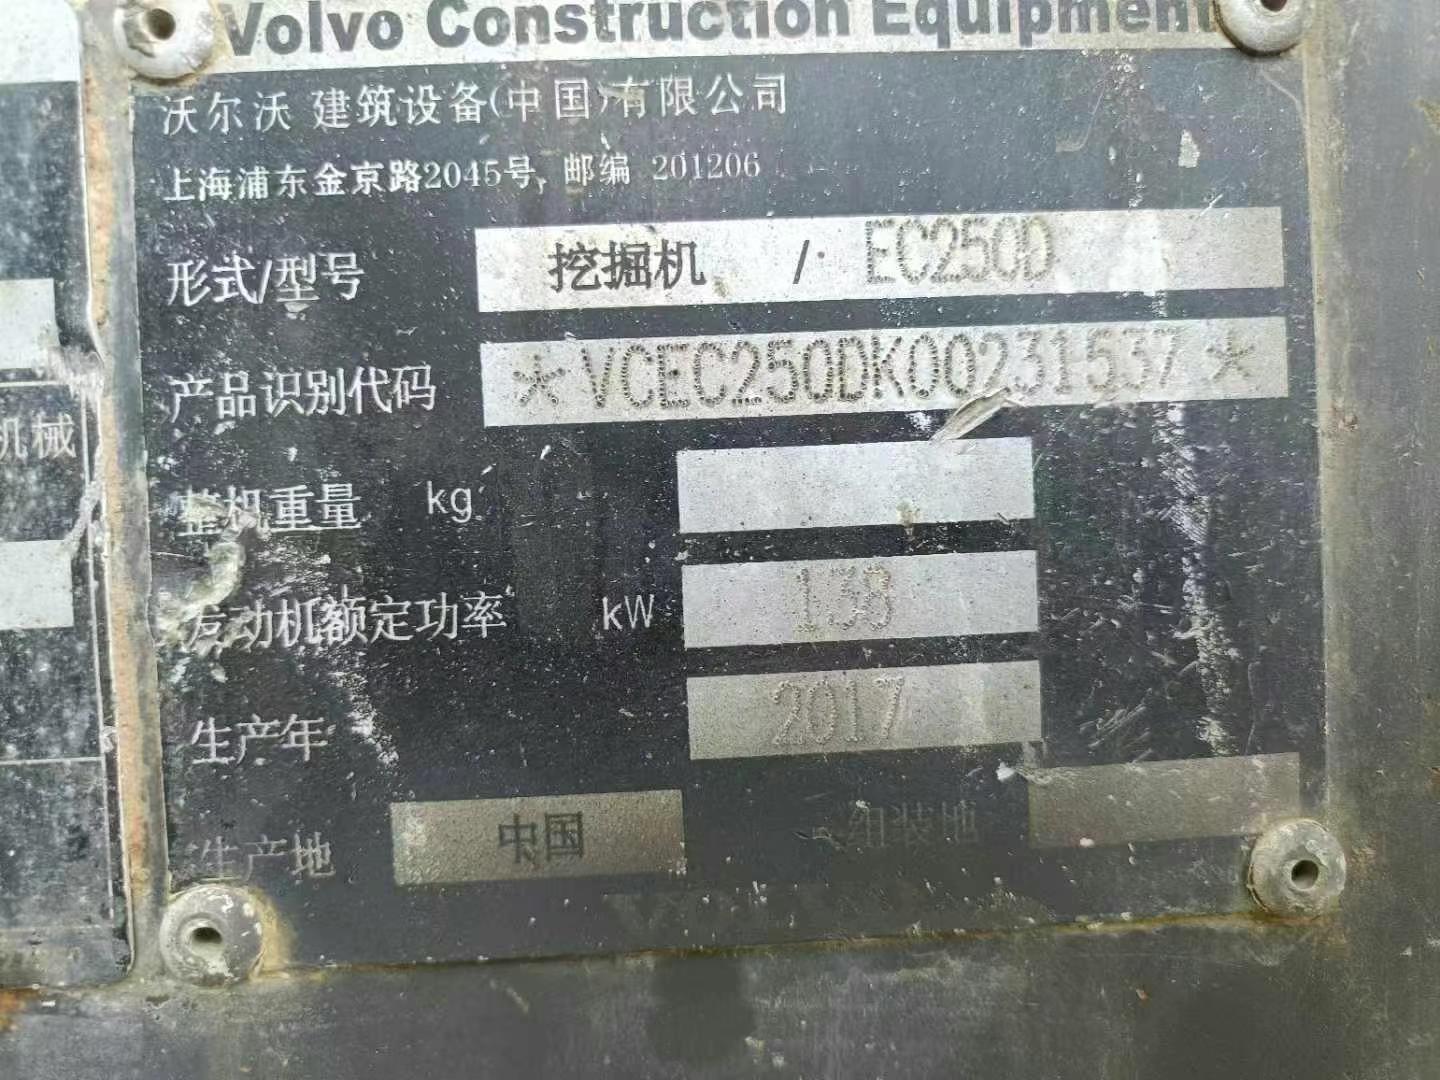 Volvo Construction Equipment
沃尔沃 建筑设备(中国)有限公司
上海浦东金京路2045号, 邮编 201206
形式/型号 挖掘机 / EC250D
产品识别代码 *VCEC250DK00231537*
机械
整机重量 kg
发动机额定功率 kW 138
生产年 2017
生产地 中国 组装地
VOLVO